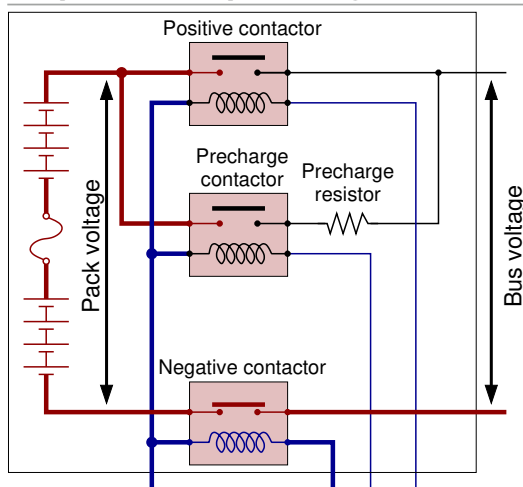 Positive contactor
Precharge
contactor
Precharge
resistor
Pack voltage
Bus voltage
Negative contactor